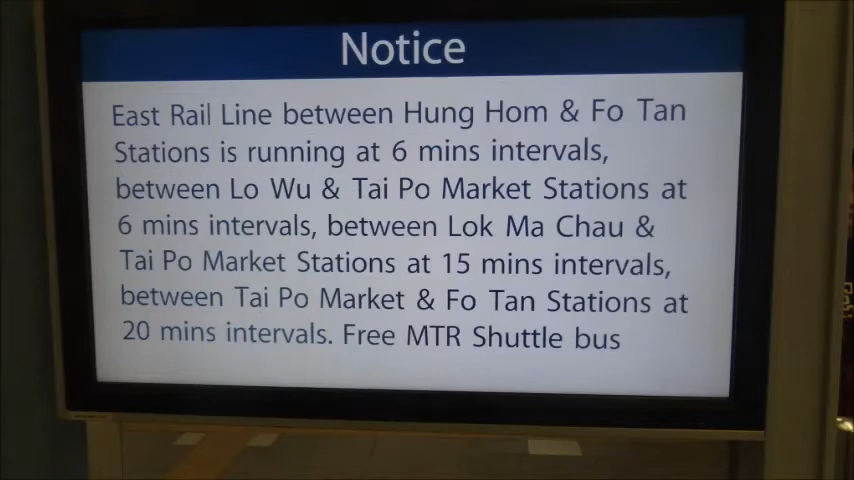 Notice
East Rail Line between Hung Hom & Fo Tan
Stations is running at 6 mins intervals,
between Lo Wu & Tai Po Market Stations at
6 mins intervals, between Lok Ma Chau &
Tai Po Market Stations at 15 mins intervals,
between Tai Po Market & Fo Tan Stations at
20 mins intervals. Free MTR Shuttle bus